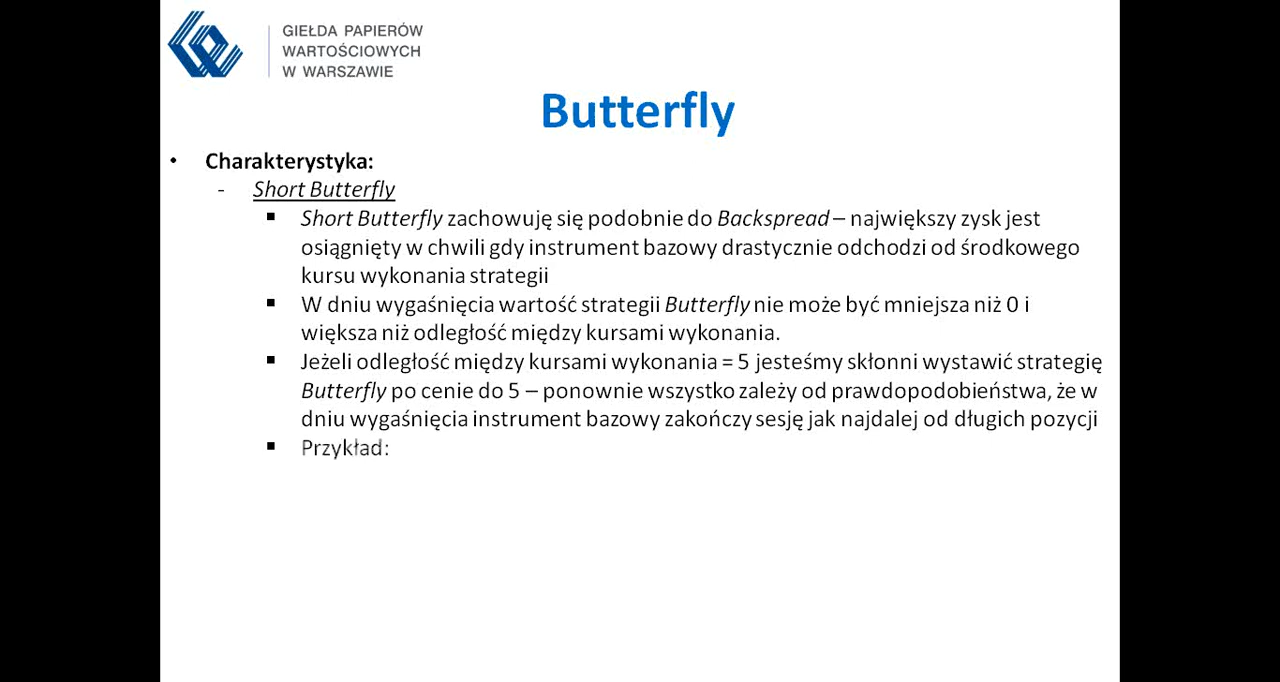 GIEŁDA PAPIERÓW
WARTOŚCIOWYCH
W WARSZAWIE
Butterfly
• Charakterystyka:
- Short Butterfly
▪ Short Butterfly zachowuję się podobnie do Backspread – największy zysk jest
osiągnięty w chwili gdy instrument bazowy drastycznie odchodzi od środkowego
kursu wykonania strategii
▪ W dniu wygaśnięcia wartość strategii Butterfly nie może być mniejsza niż 0 i
większa niż odległość między kursami wykonania.
▪ Jeżeli odległość między kursami wykonania = 5 jesteśmy skłonni wystawić strategię
Butterfly po cenie do 5 – ponownie wszystko zależy od prawdopodobieństwa, że w
dniu wygaśnięcia instrument bazowy zakończy sesję jak najdalej od długich pozycji
▪ Przykład: